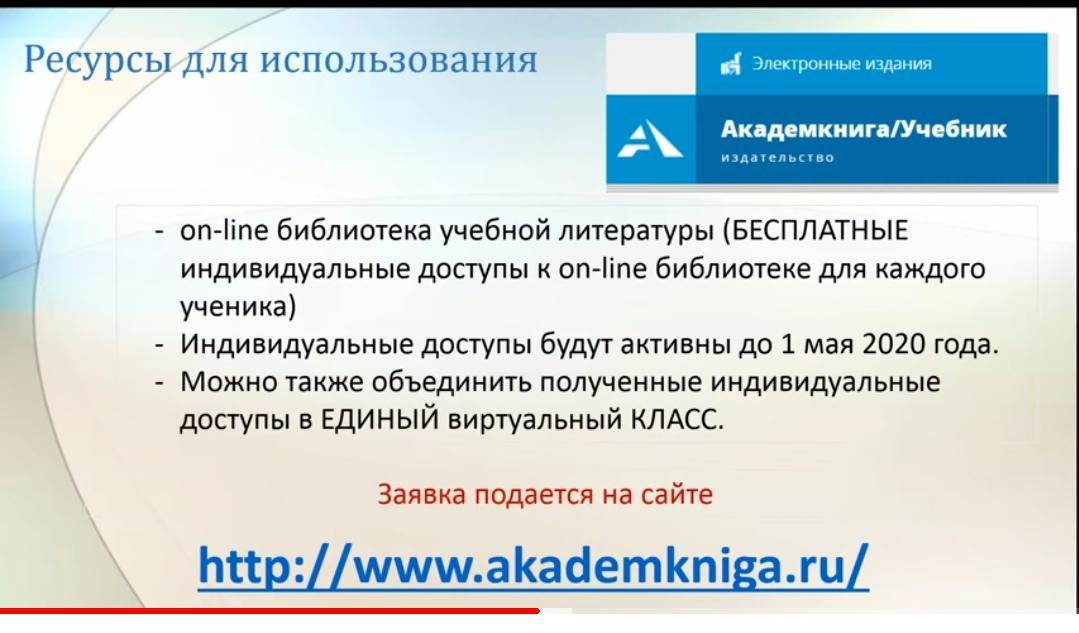 Ресурсы для использования
Электронные издания
Академкнига/Учебник
издательство
- on-line библиотека учебной литературы (БЕСПЛАТНЫЕ
индивидуальные доступы к on-line библиотеке для каждого
ученика)
- Индивидуальные доступы будут активны до 1 мая 2020 года.
- Можно также объединить полученные индивидуальные
доступы в ЕДИНЫЙ виртуальный КЛАСС.
Заявка подается на сайте
http://www.akademkniga.ru/